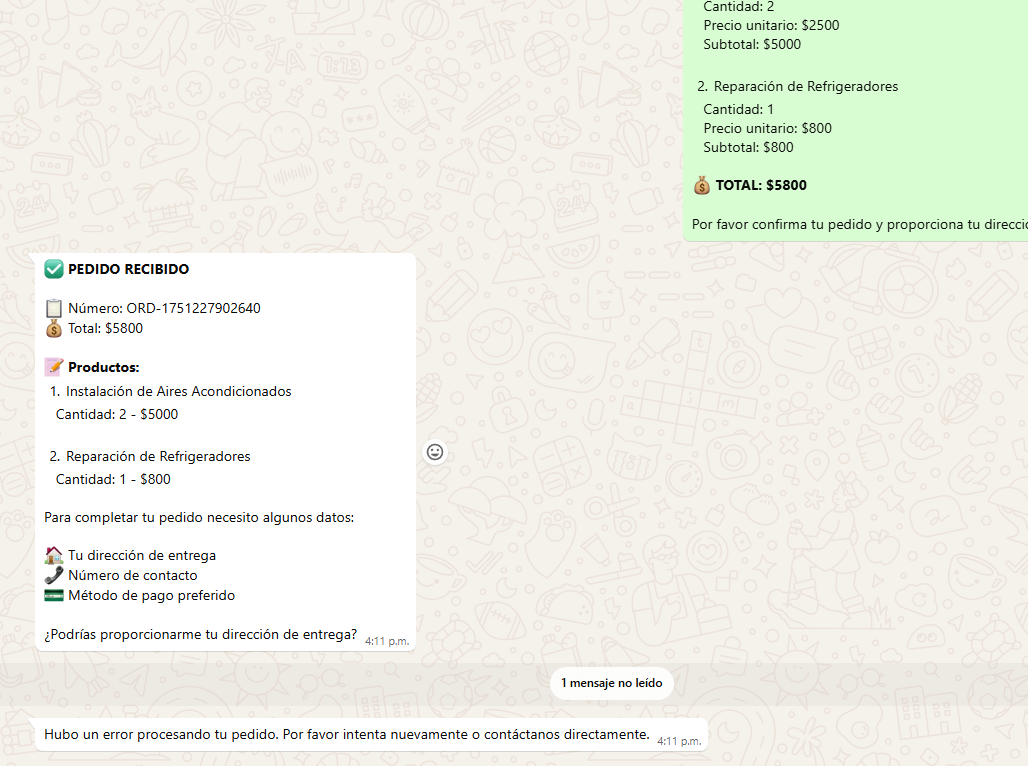 Cantidad: 2
Precio unitario: $2500
Subtotal: $5000
2. Reparación de Refrigeradores
Cantidad: 1
Precio unitario: $800
Subtotal: $800
TOTAL: $5800
Por favor confirma tu pedido y proporciona tu
PEDIDO RECIBIDO
Número: ORD-1751227902640
Total: $5800
Productos:
1. Instalación de Aires Acondicionados
Cantidad: 2 - $5000
2. Reparación de Refrigeradores
Cantidad: 1 - $800
Para completar tu pedido necesito algunos datos:
Tu dirección de entrega
Número de contacto
Método de pago preferido
¿Podrías proporcionarme tu dirección de entrega? 4:11 p.m.
1 mensaje no leído
Hubo un error procesando tu pedido. Por favor intenta nuevamente o contáctanos directamente. 4:11 p.m.